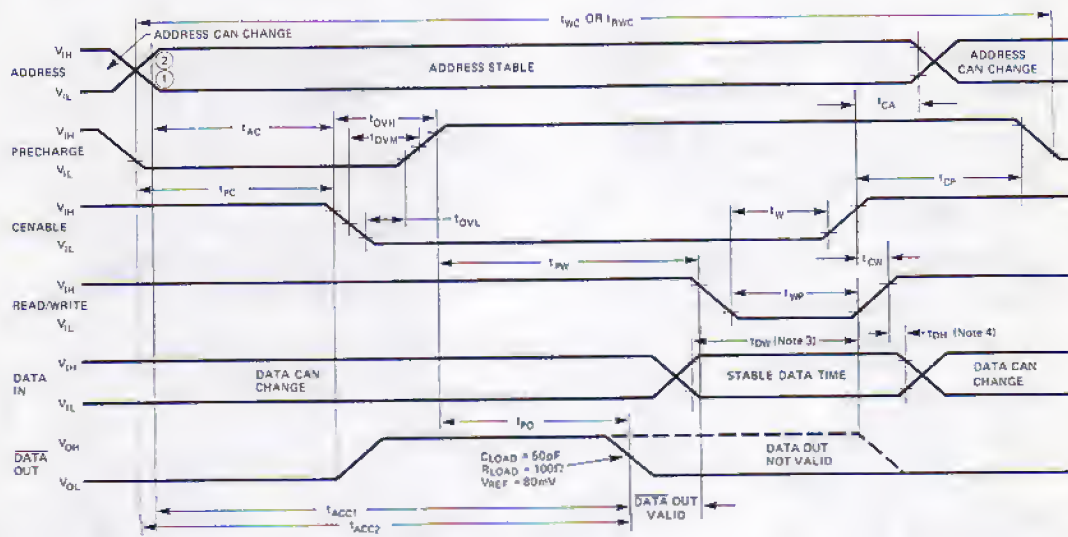 tWC OR tRWC
ADDRESS CAN CHANGE
VIH
ADDRESS
VIL
②
①
ADDRESS STABLE
ADDRESS
CAN CHANGE
tCA
tOVH
tAC
tOVM
VIH
PRECHARGE
VIL
tPC
tCP
VIH
CENABLE
VIL
tOVL
tW
tCW
tPW
VIH
READ/WRITE
VIL
tWP
tDH (Note 4)
tDW (Note 3)
VIH
DATA
IN
VIL
DATA CAN
CHANGE
STABLE DATA TIME
DATA CAN
CHANGE
tPO
VOH
DATA
OUT
VOL
CLOAD = 50pF
RLOAD = 100Ω
VREF = 80mV
DATA OUT
NOT VALID
DATA OUT
VALID
tACC1
tACC2